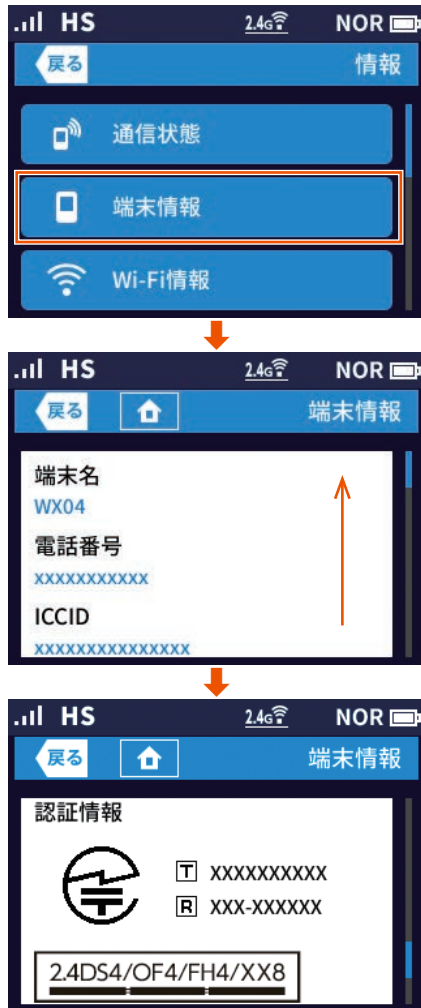 HS 2.4G NOR
戻る 情報
通信状態
端末情報
Wi-Fi情報
HS 2.4G NOR
戻る 端末情報
端末名
WX04
電話番号
xxxxxxxxxxx
ICCID
xxxxxxxxxxxxxxx
HS 2.4G NOR
戻る 端末情報
認証情報
T XXXXXXXXXX
R XXX-XXXXXX
2.4DS4/OF4/FH4/XX8